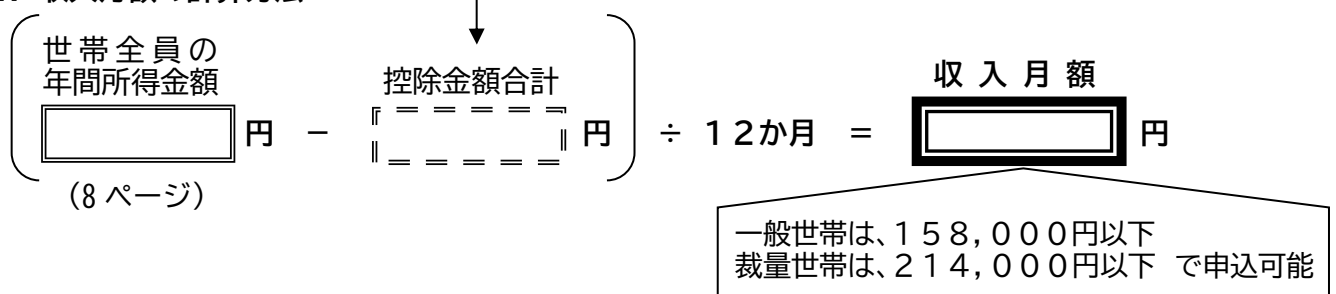 世帯全員の
年間所得金額
控除金額合計
収入月額
円 － 円 ÷ １２か月 ＝ 円
(8 ページ)
一般世帯は、１５８，０００円以下
裁量世帯は、２１４，０００円以下 で申込可能